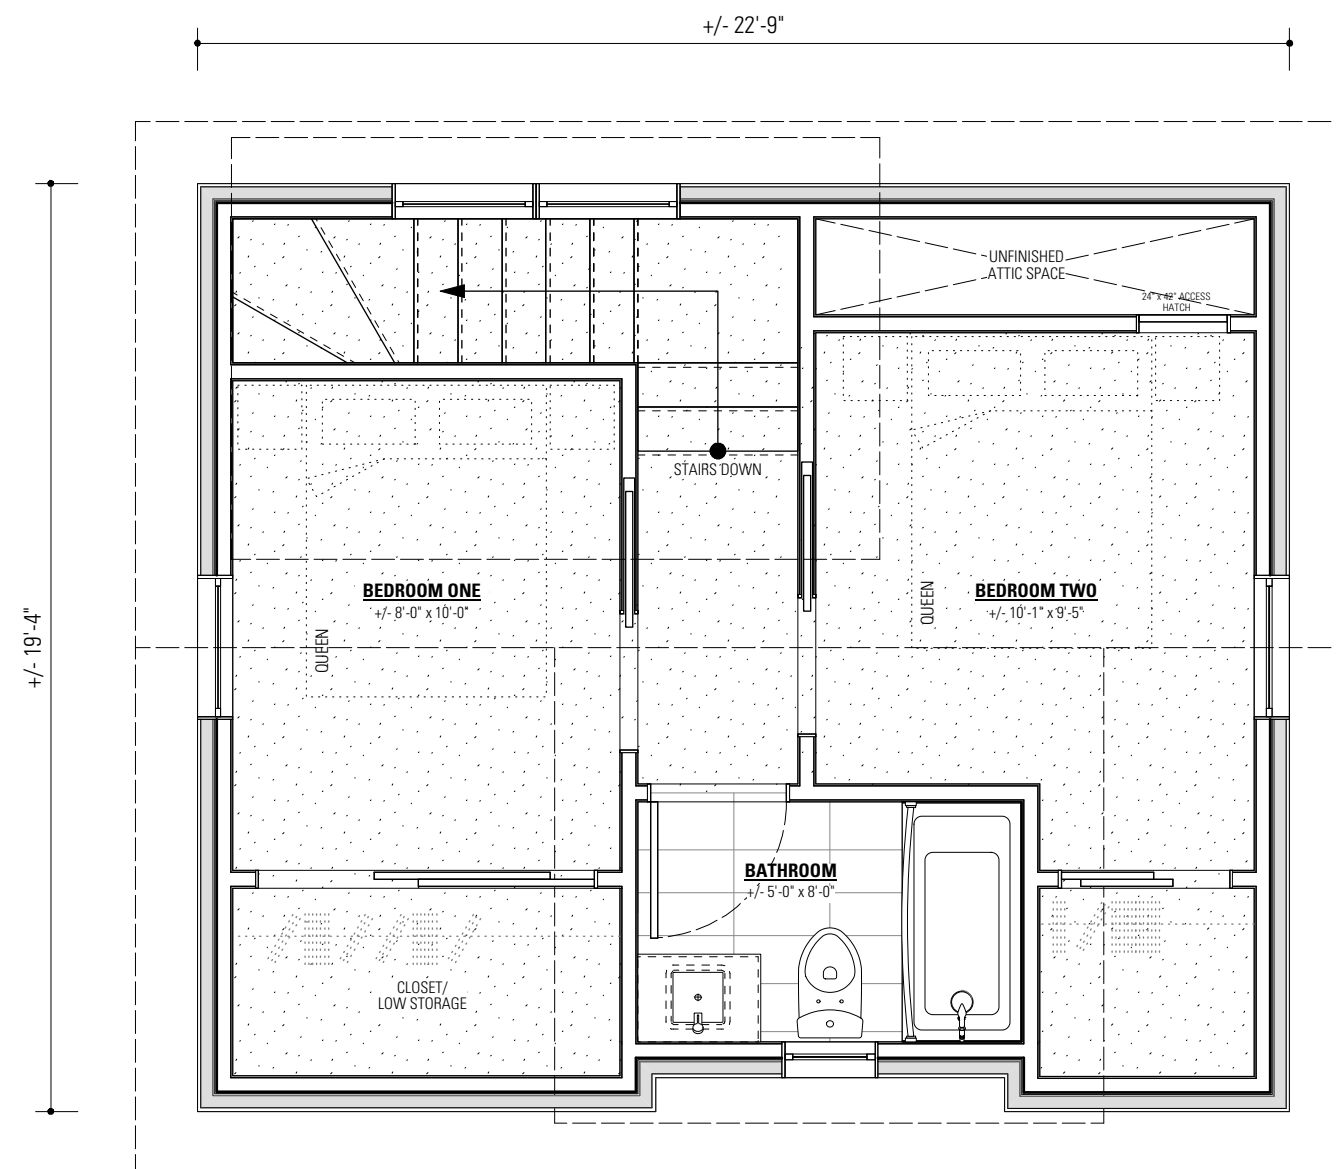 +/- 22'-9"
UNFINISHED
ATTIC SPACE
24" x 42" ACCESS
HATCH
STAIRS DOWN
BEDROOM ONE
+/- 8'-0" x 10'-0"
QUEEN
BEDROOM TWO
+/- 10'-1" x 9'-5"
QUEEN
+/- 19'-4"
BATHROOM
+/- 5'-0" x 8'-0"
CLOSET/
LOW STORAGE